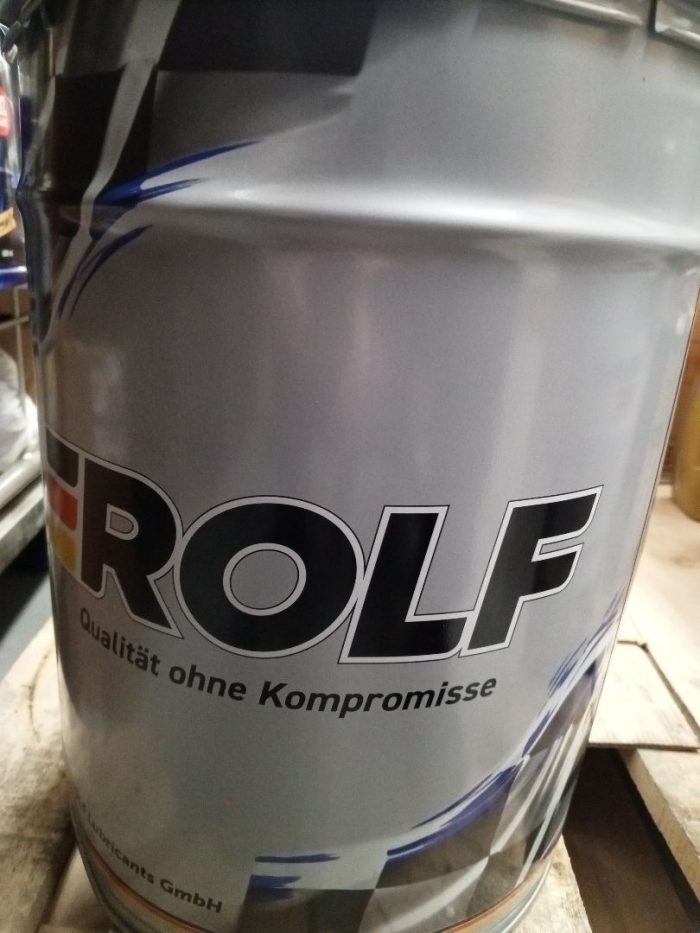 ROLF
Qualität ohne Kompromisse
Lubricants GmbH